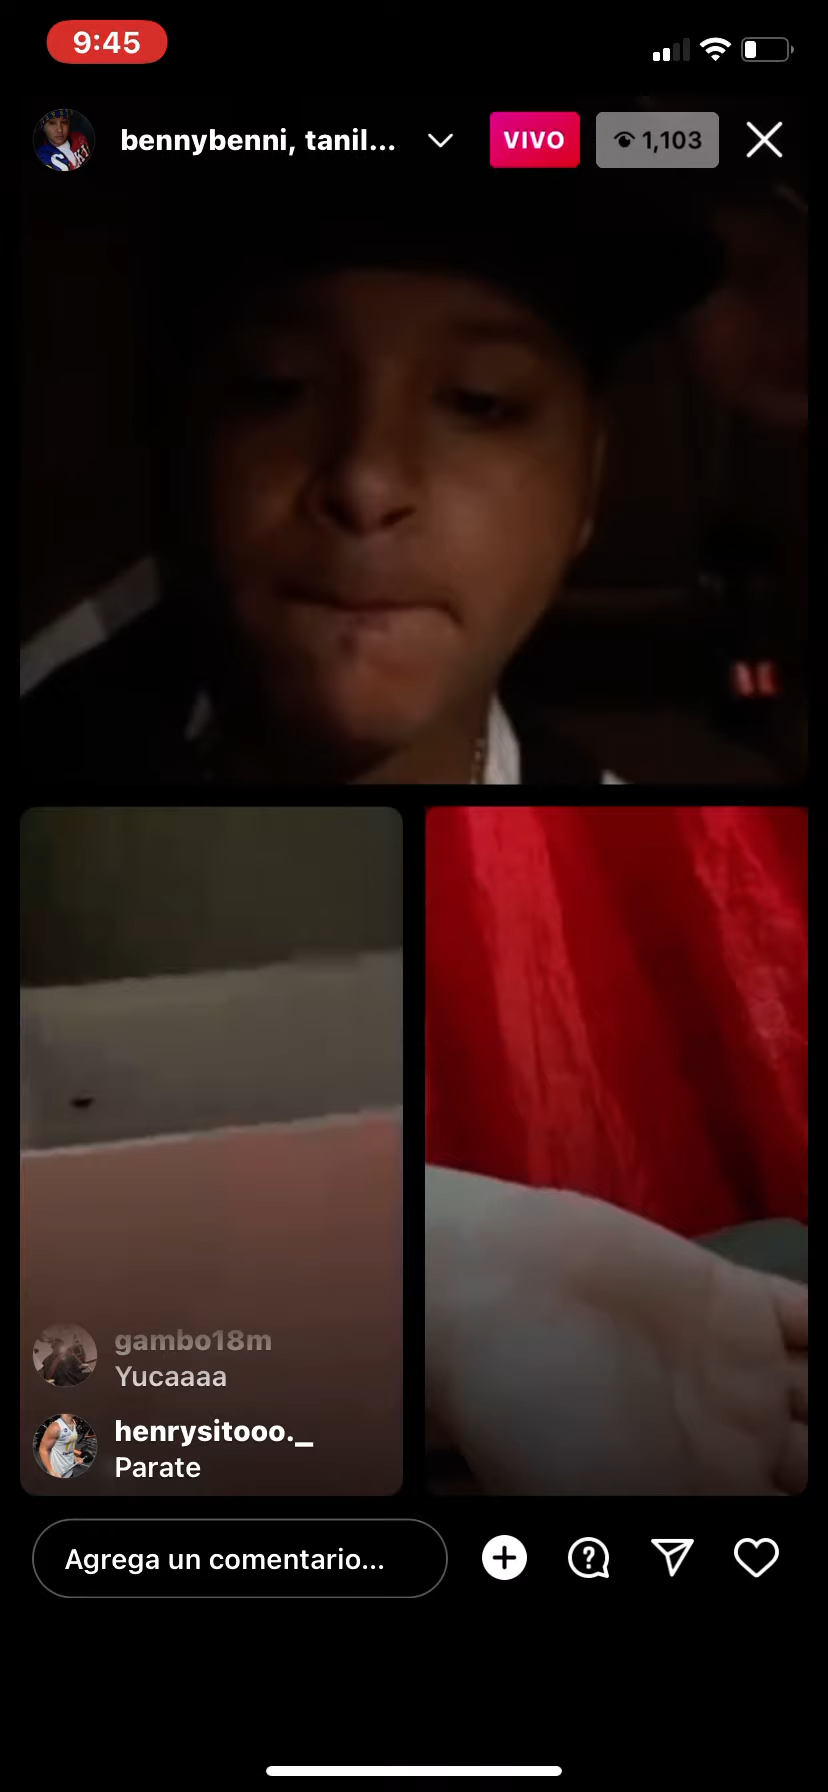 9:45
bennybenni, tanil...
VIVO
1,103
gambo18m
Yucaaaa
henrysitooo._
Parate
Agrega un comentario...